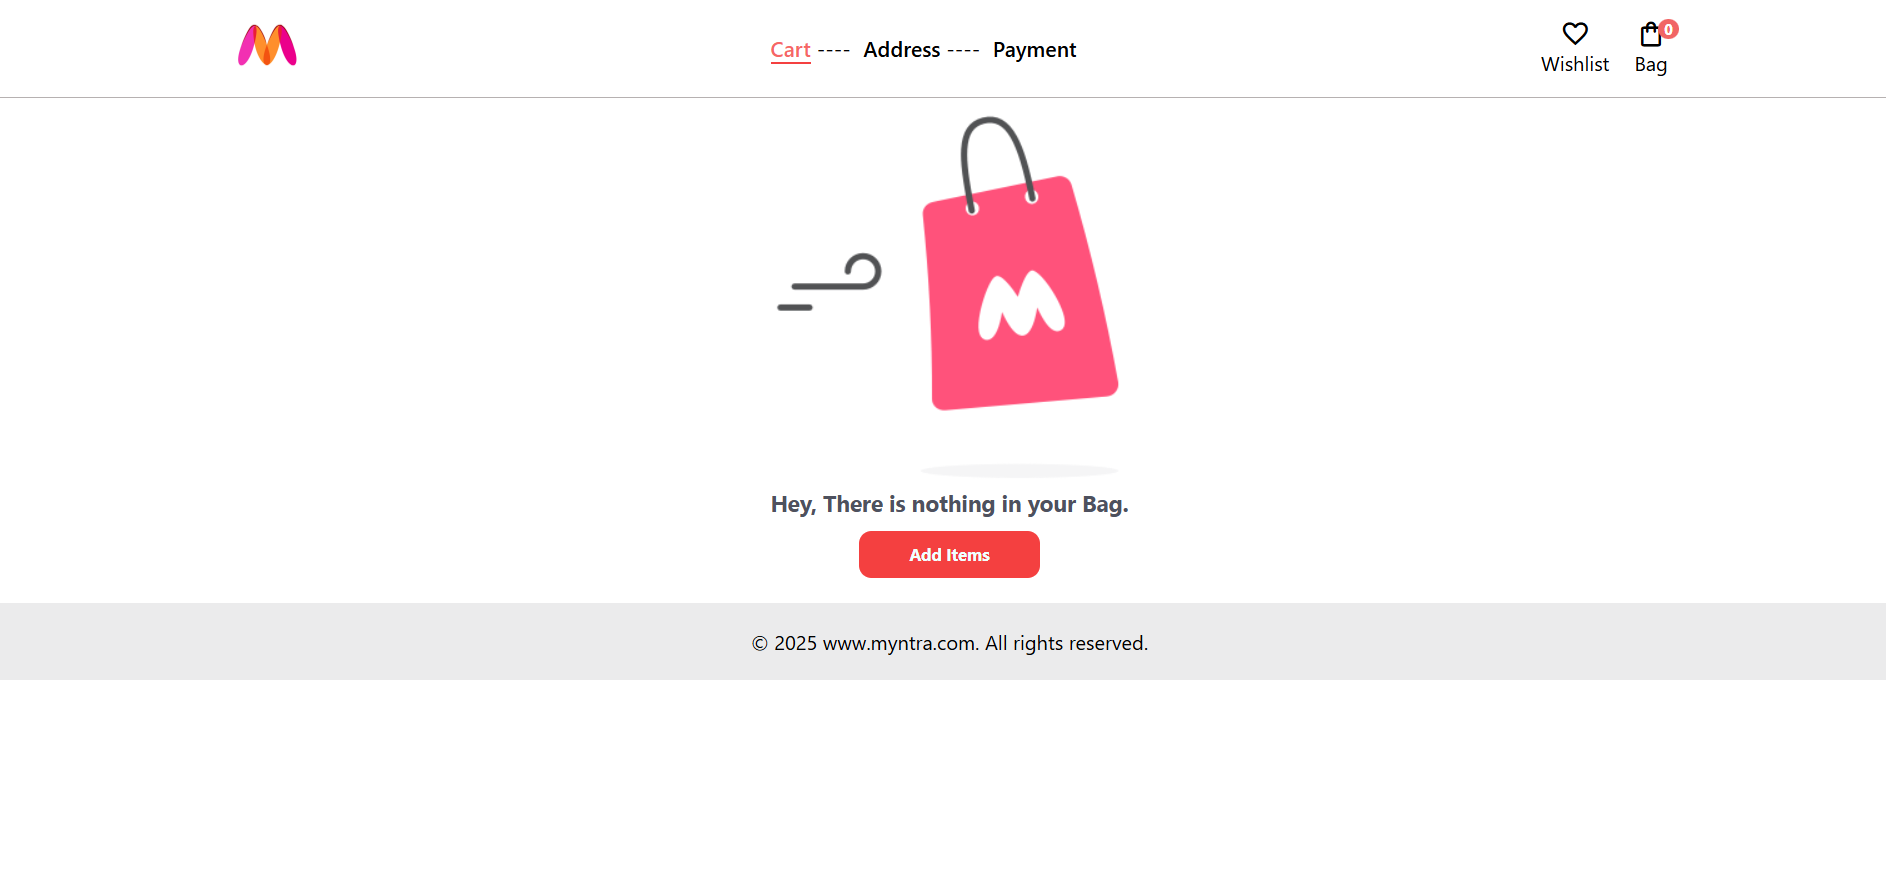 Cart ---- Address ---- Payment
0
Wishlist Bag
Hey, There is nothing in your Bag.
Add Items
© 2025 www.myntra.com. All rights reserved.